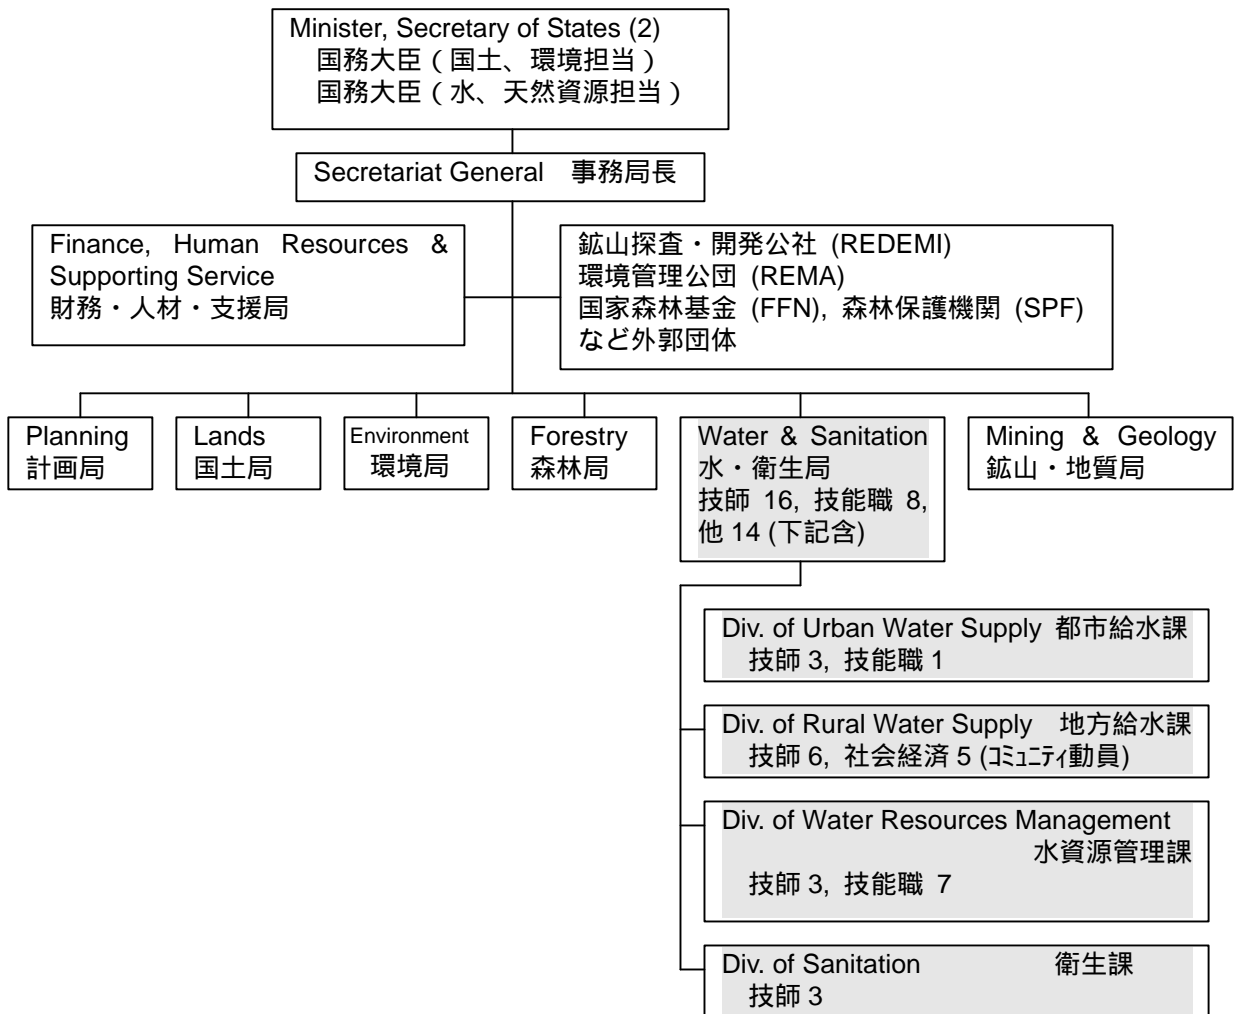 Minister, Secretary of States (2)
国務大臣（国土、環境担当）
国務大臣（水、天然資源担当）
Secretariat General　事務局長
Finance, Human Resources &
Supporting Service
財務・人材・支援局
鉱山探査・開発公社 (REDEMI)
環境管理公団 (REMA)
国家森林基金 (FFN), 森林保護機関 (SPF)
など外郭団体
Planning
計画局
Lands
国土局
Environment
環境局
Forestry
森林局
Water & Sanitation
水・衛生局
技師 16, 技能職 8,
他 14 (下記含)
Mining & Geology
鉱山・地質局
Div. of Urban Water Supply 都市給水課
技師 3, 技能職 1
Div. of Rural Water Supply　地方給水課
技師 6, 社会経済 5 (ｺﾐｭﾆﾃｨ動員)
Div. of Water Resources Management
水資源管理課
技師 3, 技能職 7
Div. of Sanitation　衛生課
技師 3